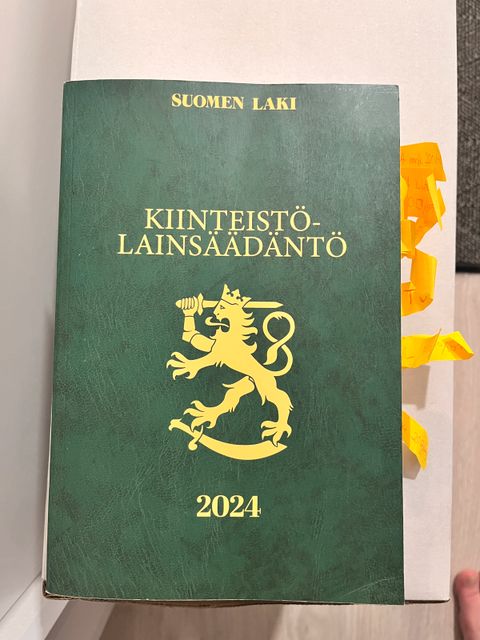 SUOMEN LAKI
KIINTEISTÖ-
LAINSÄÄDÄNTÖ
2024